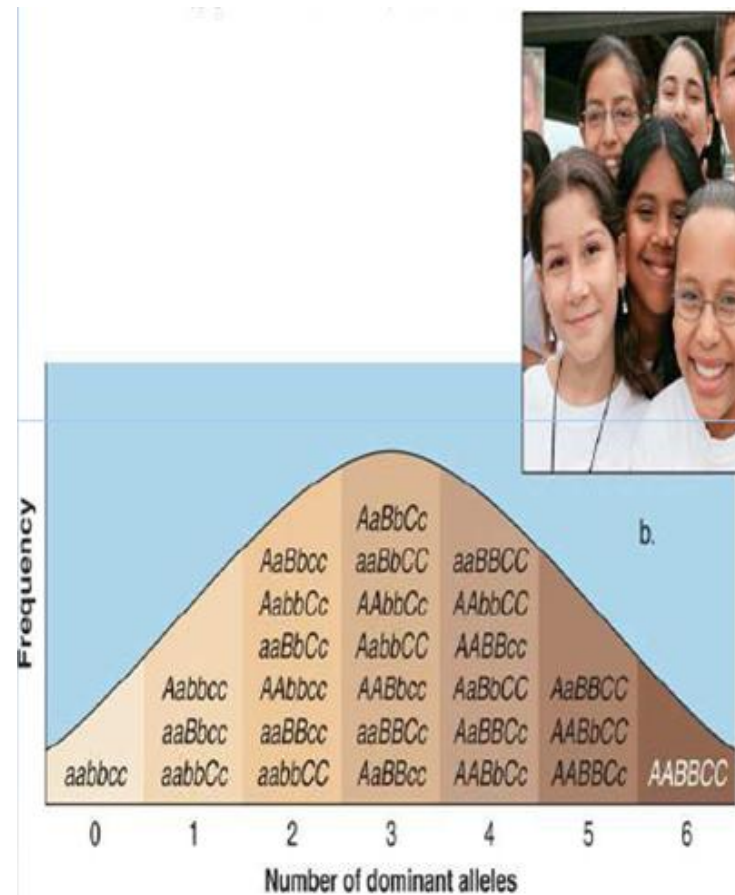 b.
Frequency
AaBbCc
AaBbcc aaBbCC aaBBCC
AabbCc AAbbCc AAbbCC
aaBbCc AabbCC AABBcc
Aabbcc AAbbcc AABbcc AaBbCC AaBBCC
aaBbcc aaBBcc aaBBCc AaBBCc AABbCC
aabbcc aabbCc aabbCC AaBBcc AABbCc AABBCc AABBCC
0 1 2 3 4 5 6
Number of dominant alleles